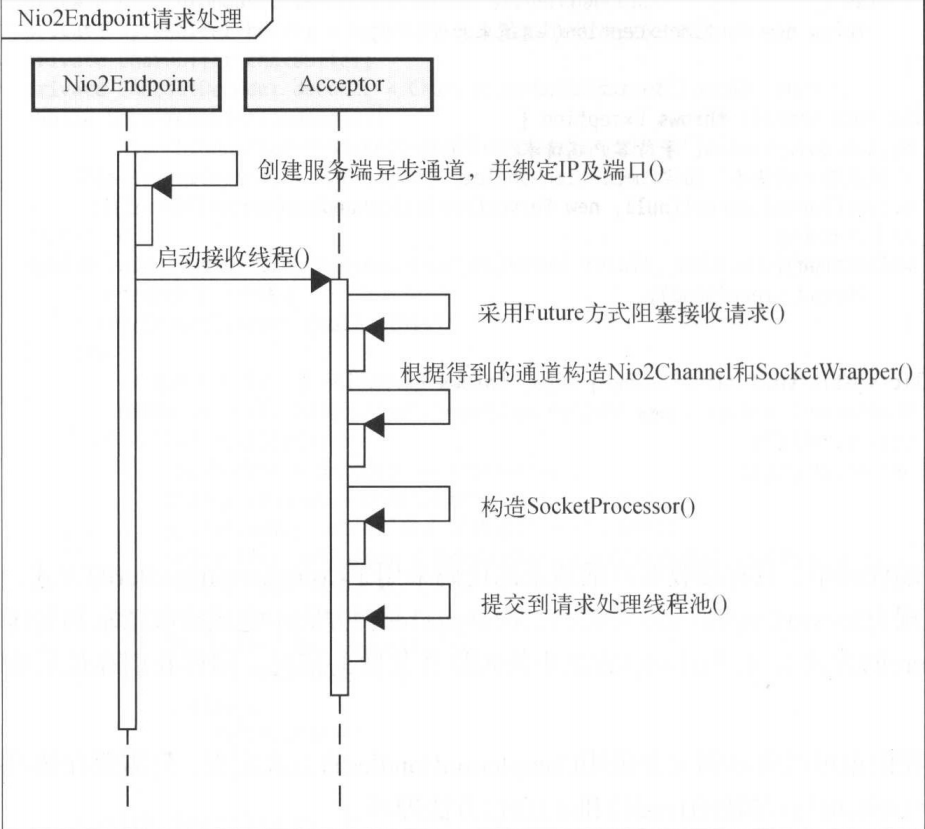 Nio2Endpoint请求处理
Nio2Endpoint
Acceptor
创建服务端异步通道，并绑定IP及端口()
启动接收线程()
采用Future方式阻塞接收请求()
根据得到的通道构造Nio2Channel和SocketWrapper()
构造SocketProcessor()
提交到请求处理线程池()